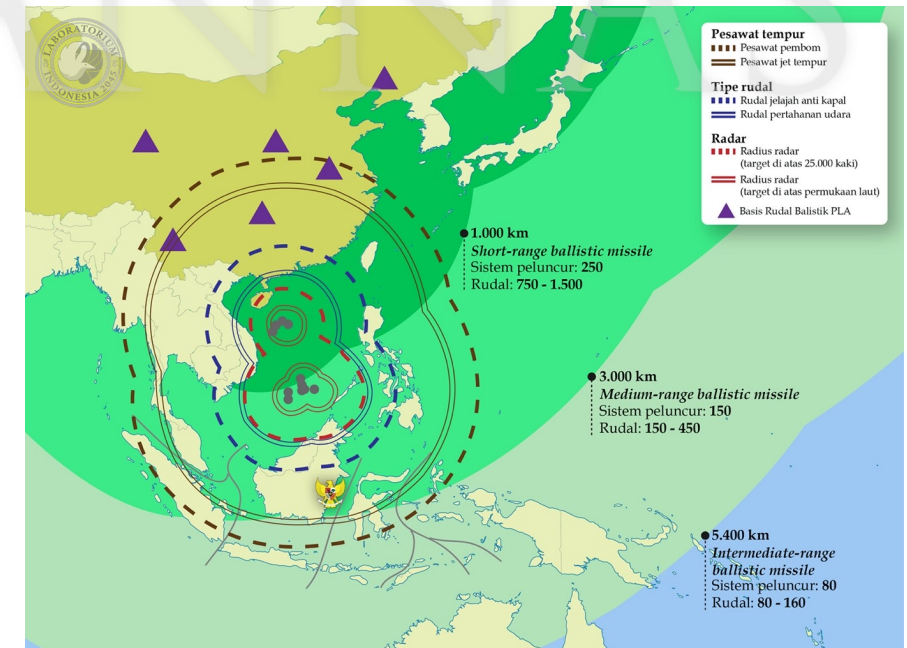 ANNAS
LABORATORIUM
INDONESIA 2045
Pesawat tempur
Pesawat pembom
Pesawat jet tempur
Tipe rudal
Rudal jelajah anti kapal
Rudal pertahanan udara
Radar
Radius radar
(target di atas 25.000 kaki)
Radius radar
(target di atas permukaan laut)
Basis Rudal Balistik PLA
1.000 km
Short-range ballistic missile
Sistem peluncur: 250
Rudal: 750 - 1.500
3.000 km
Medium-range ballistic missile
Sistem peluncur: 150
Rudal: 150 - 450
5.400 km
Intermediate-range
ballistic missile
Sistem peluncur: 80
Rudal: 80 - 160